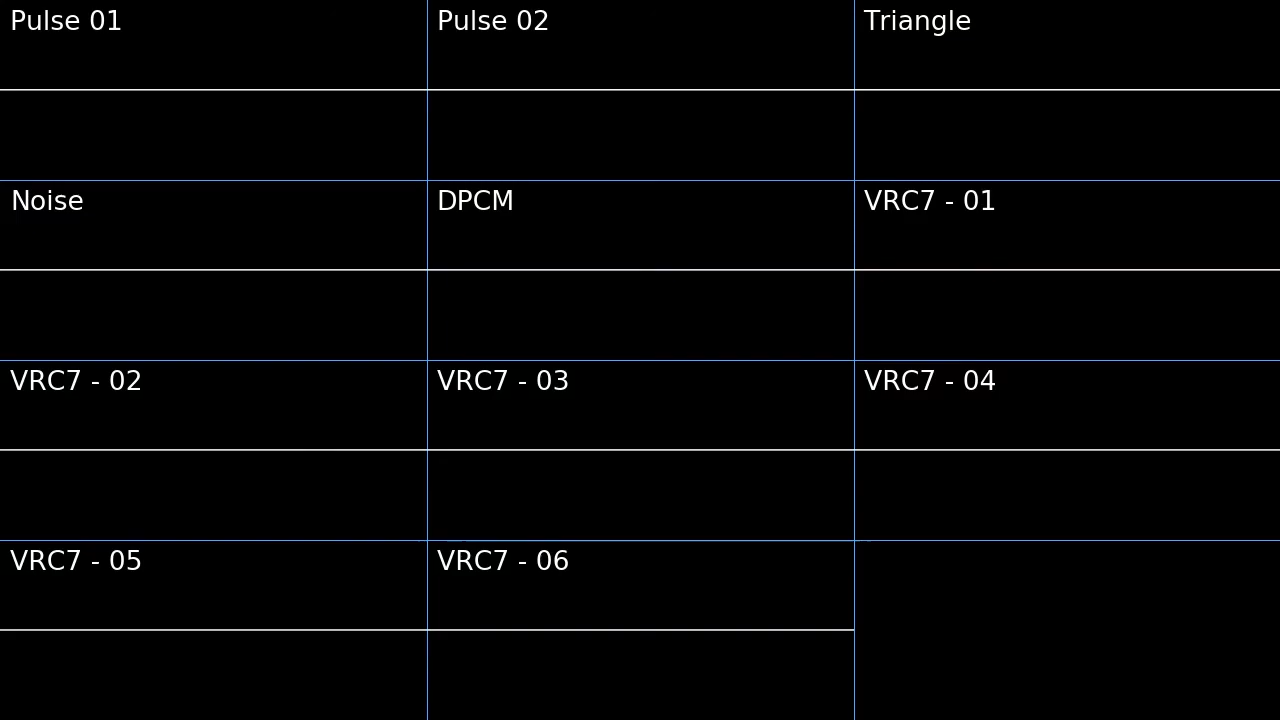 Pulse 01
Pulse 02
Triangle
Noise
DPCM
VRC7 - 01
VRC7 - 02
VRC7 - 03
VRC7 - 04
VRC7 - 05
VRC7 - 06